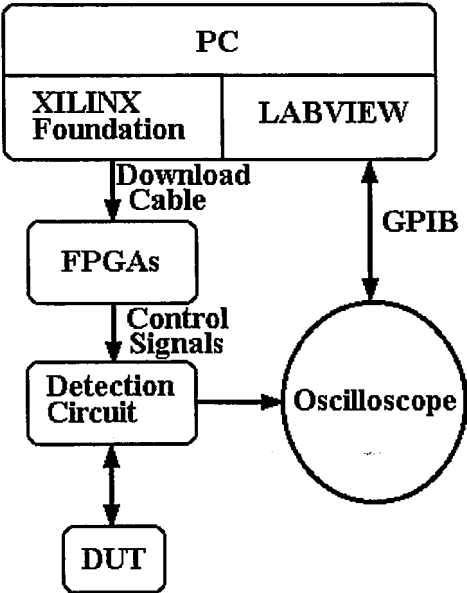 PC
XILINX
Foundation
LABVIEW
Download
Cable
GPIB
FPGAs
Control
Signals
Detection
Circuit
Oscilloscope
DUT